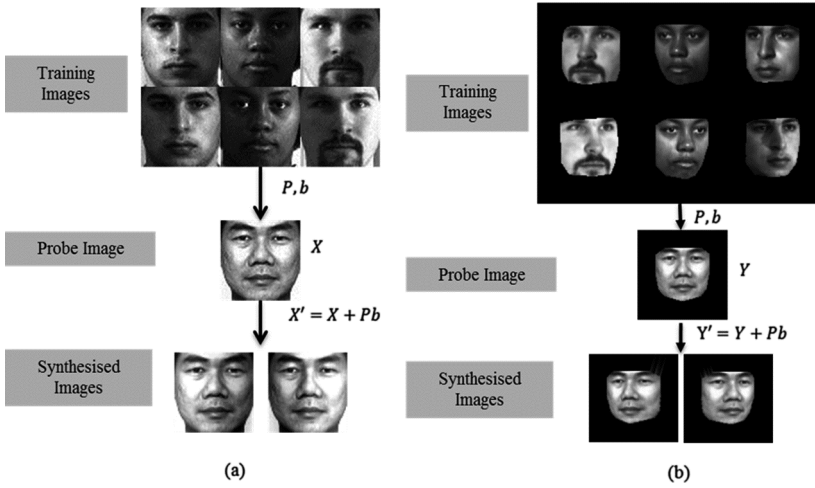 Training
Images
P, b
Probe Image
X
X′ = X + Pb
Synthesised
Images
(a)
Training
Images
P, b
Probe Image
Y
Y′ = Y + Pb
Synthesised
Images
(b)